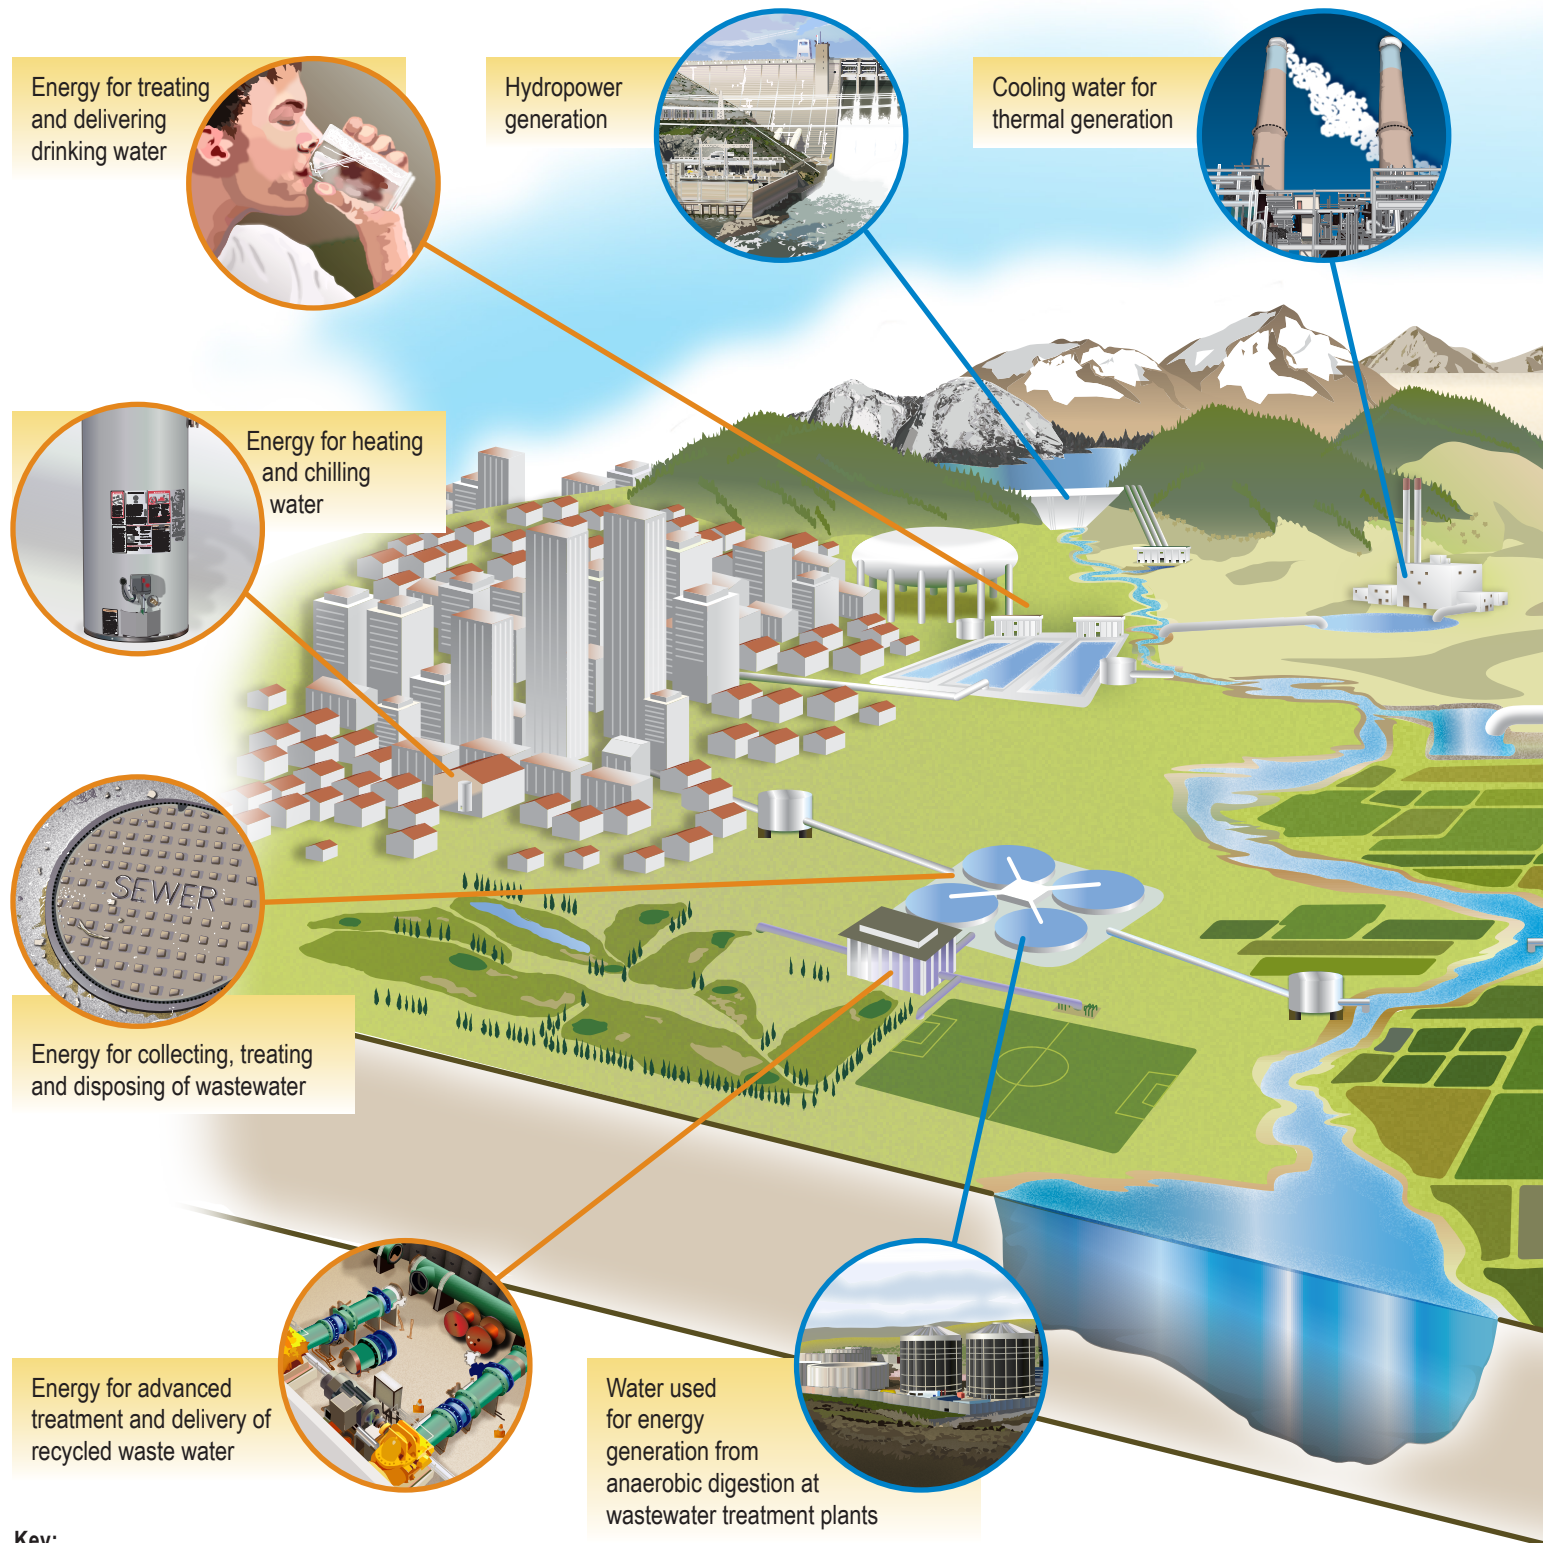 Energy for treating
and delivering
drinking water
Hydropower
generation
Cooling water for
thermal generation
Energy for heating
and chilling
water
SEWER
Energy for collecting, treating
and disposing of wastewater
Energy for advanced
treatment and delivery of
recycled waste water
Water used
for energy
generation from
anaerobic digestion at
wastewater treatment plants
Key: